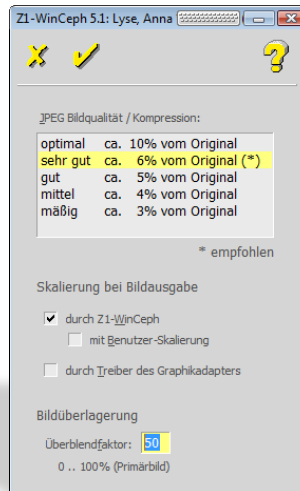 Z1-WinCeph 5.1: Lyse, Anna
JPEG Bildqualität / Kompression:
optimal ca. 10% vom Original
sehr gut ca. 6% vom Original (*)
gut ca. 5% vom Original
mittel ca. 4% vom Original
mäßig ca. 3% vom Original
* empfohlen
Skalierung bei Bildausgabe
durch Z1-WinCeph
mit Benutzer-Skalierung
durch Treiber des Graphikadapters
Bildüberlagerung
Überblendfaktor: 50
0 .. 100% (Primärbild)